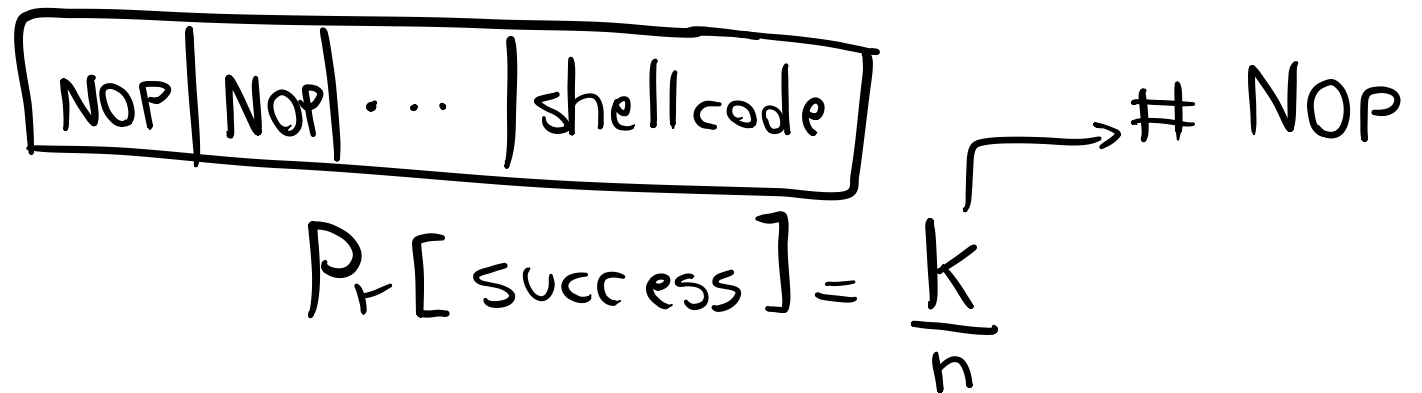 NOP NOP ... shellcode
# NOP
Pr[success] = K/n